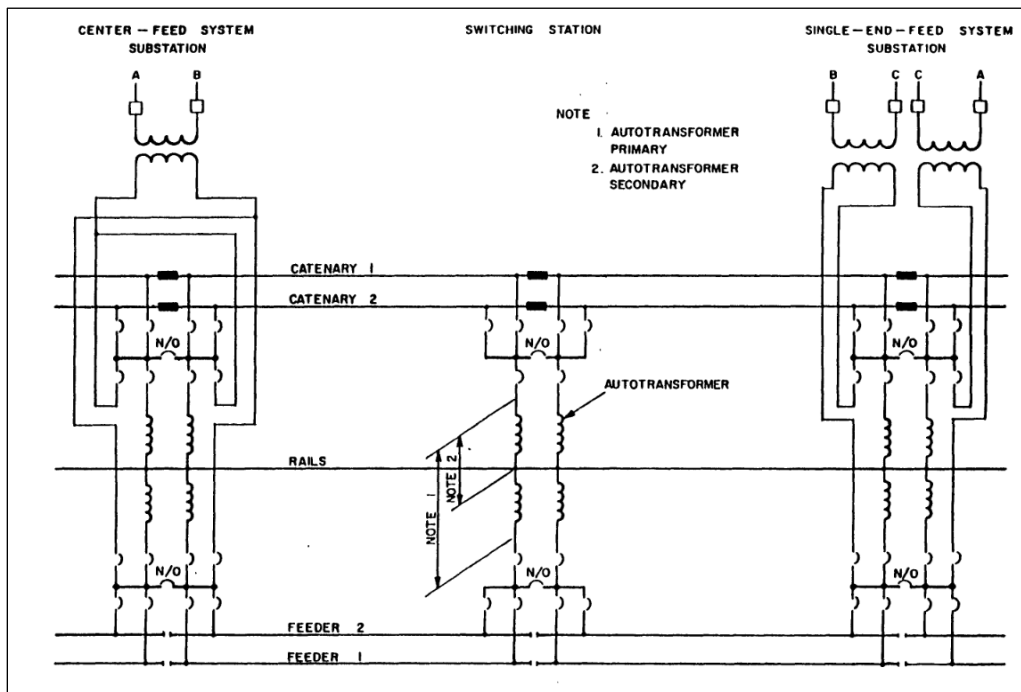 CENTER – FEED SYSTEM
SUBSTATION
A B
SWITCHING STATION
SINGLE – END – FEED SYSTEM
SUBSTATION
B C C A
NOTE
1. AUTOTRANSFORMER
PRIMARY
2. AUTOTRANSFORMER
SECONDARY
CATENARY 1
CATENARY 2
N/O
N/O
N/O
AUTOTRANSFORMER
RAILS
NOTE 1
NOTE 2
N/O
N/O
N/O
FEEDER 2
FEEDER 1